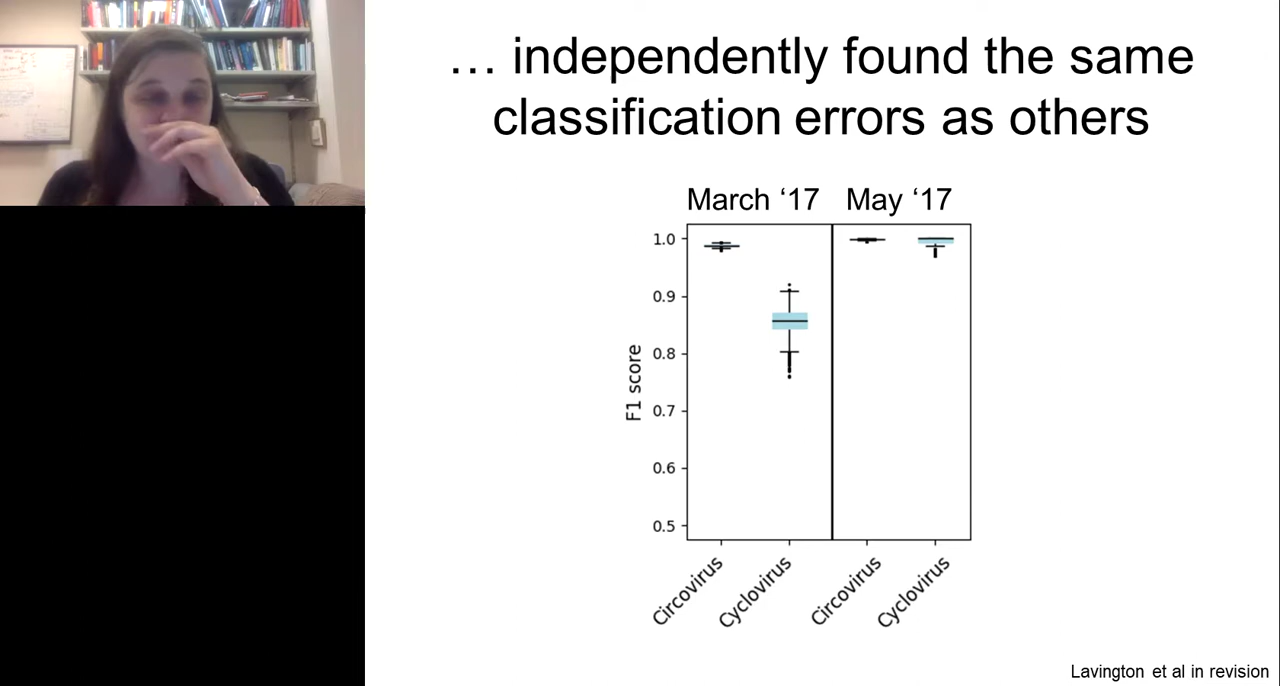 … independently found the same
classification errors as others
March ‘17 May ‘17
1.0
0.9
0.8
0.7
0.6
0.5
F1 score
Circovirus
Cyclovirus
Circovirus
Cyclovirus
Lavington et al in revision